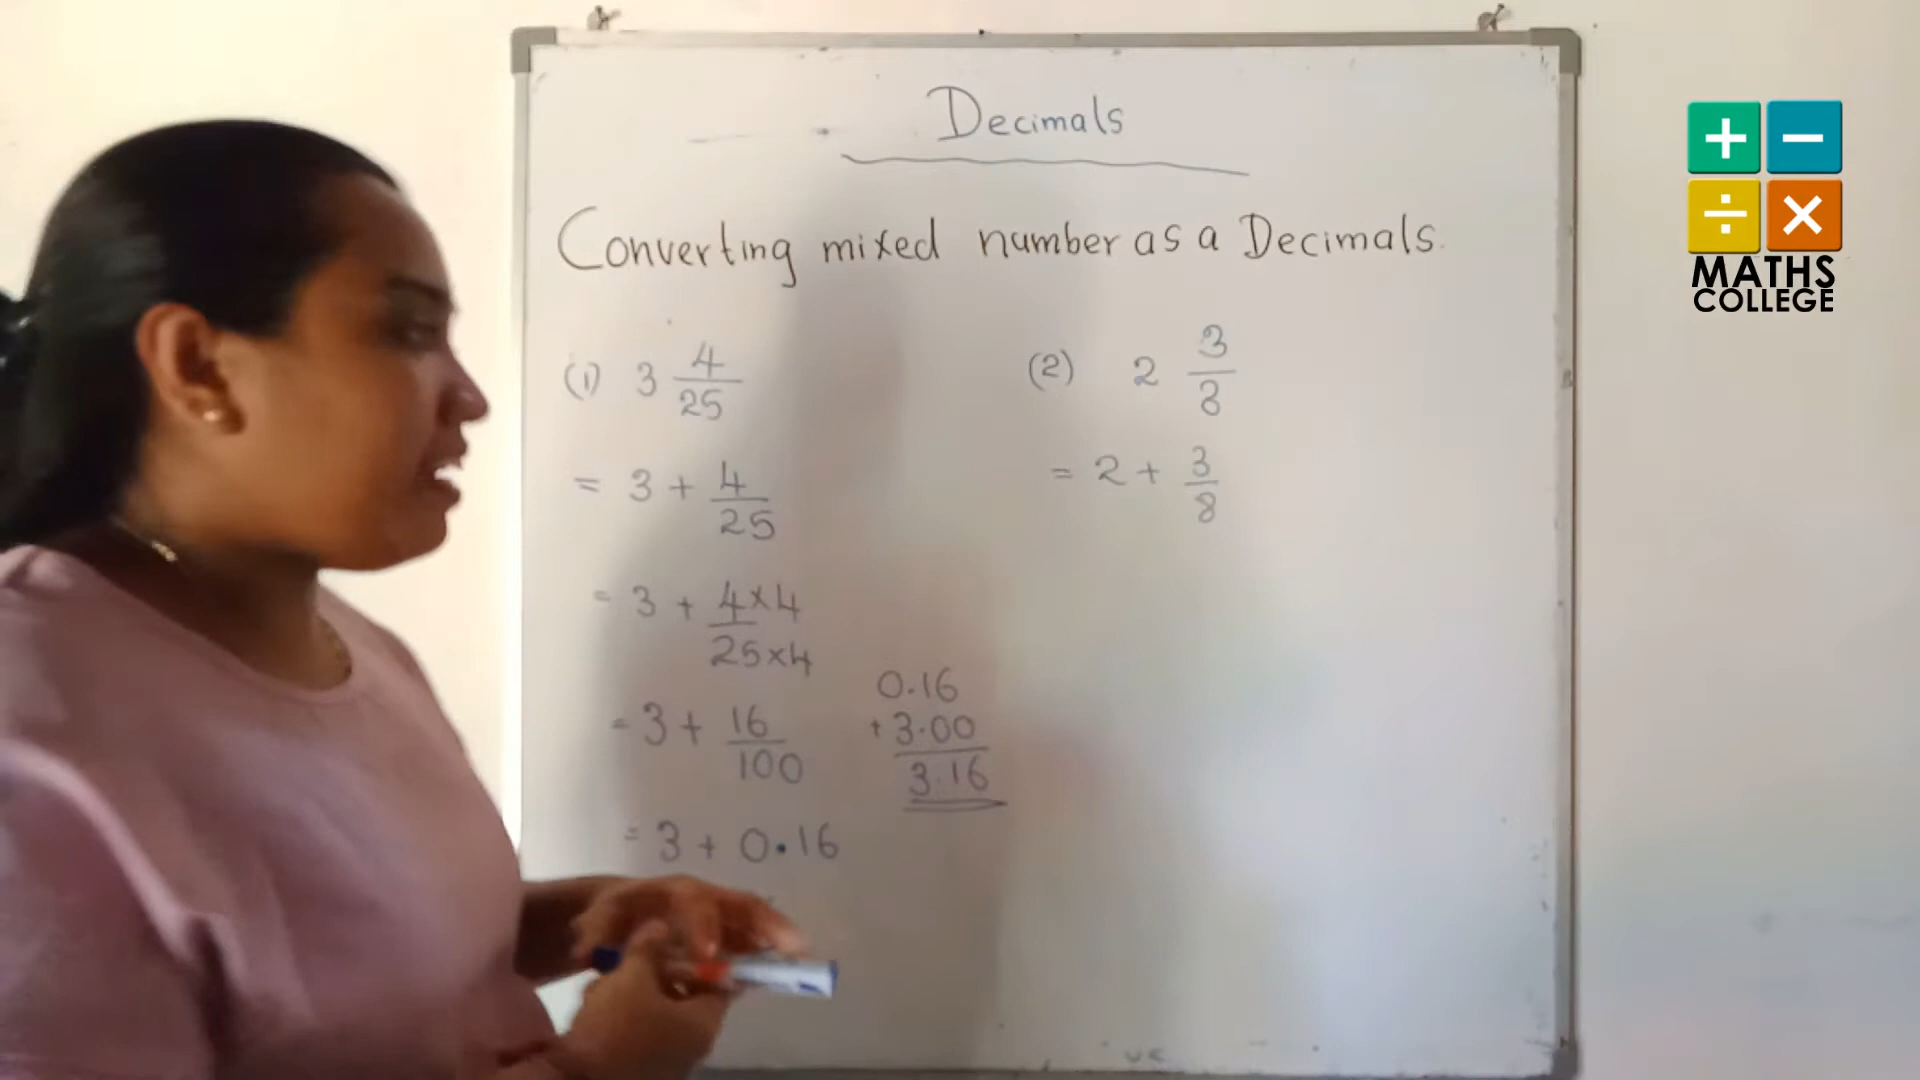 Decimals
Converting mixed number as a Decimals.
(1) 3 4/25
= 3 + 4/25
= 3 + 4×4/25×4
= 3 + 16/100
= 3 + 0.16
0.16
+ 3.00
3.16
(2) 2 3/8
= 2 + 3/8
+ −
÷ ×
MATHS
COLLEGE